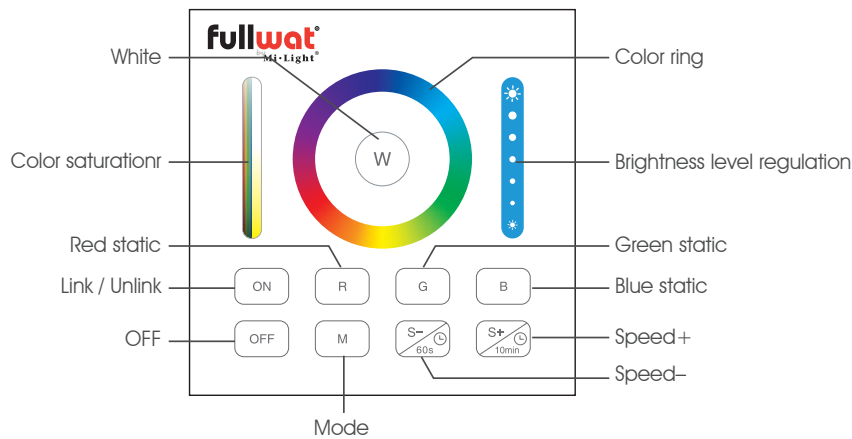 fullwat®
by
Mi·Light®
White
Color ring
W
Color saturationr
Brightness level regulation
Red static
Green static
Link / Unlink
ON
R
G
B
Blue static
OFF
OFF
M
S–
60s
S+
10min
Speed+
Speed–
Mode